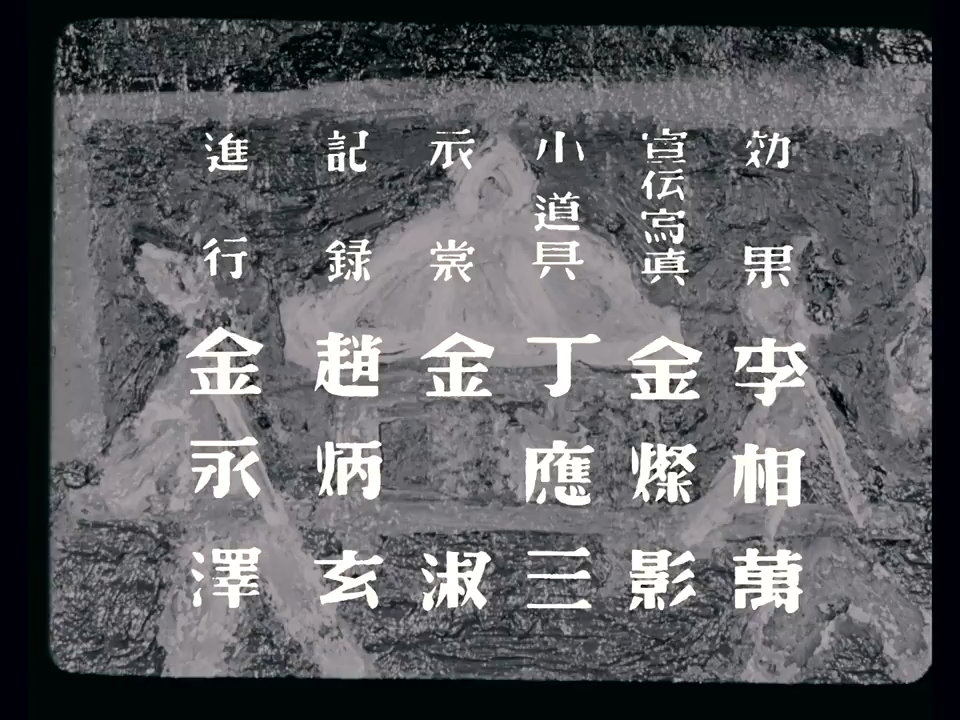 効果 李相萬
宣伝寫真 金燦影
小道具 丁應三
衣裳 金淑
記録 趙炳玄
進行 金永澤